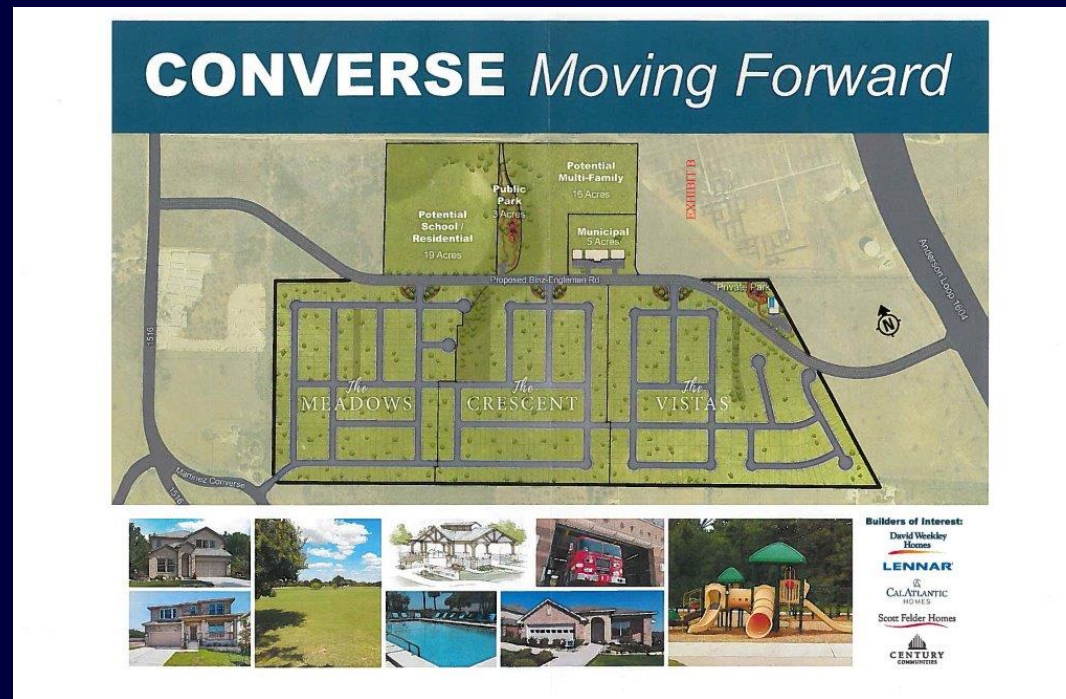 CONVERSE Moving Forward
Potential
Multi-Family
16 Acres
EXHIBIT B
Public
Park
3 Acres
Potential
School/
Residential
19 Acres
Municipal
5 Acres
Anderson Loop 1604
Proposed Binz-Engleman Rd
Private Park
N
1516
The
MEADOWS
The
CRESCENT
The
VISTAS
Martinez Converse
1516
Builders of Interest:
David Weekley
Homes
LENNAR
CALATLANTIC
HOMES
Scott Felder Homes
CENTURY
COMMUNITIES